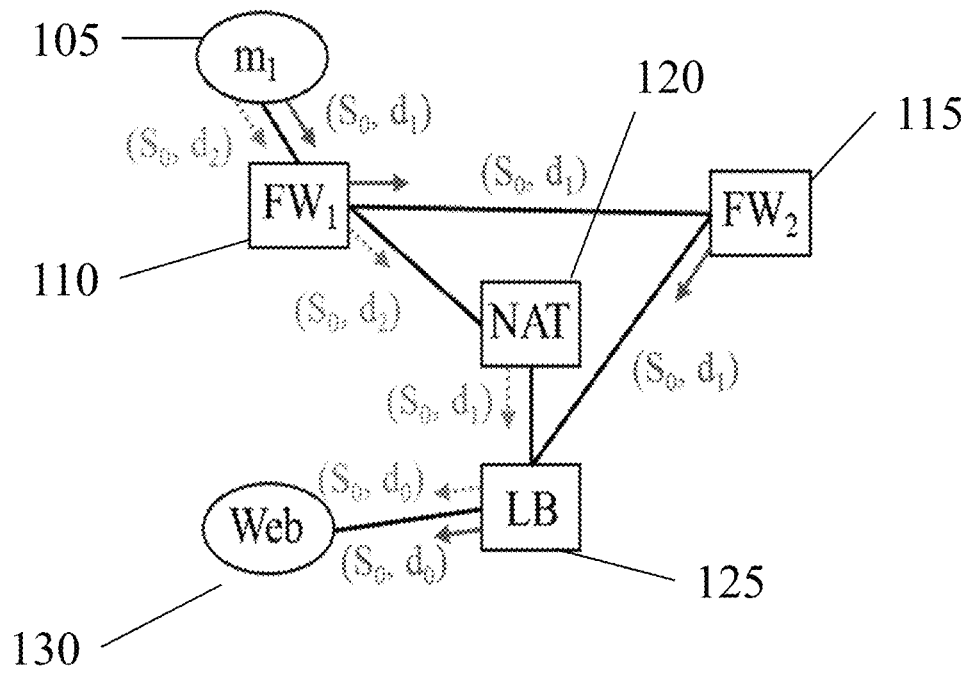 105
m₁
120
115
(S₀, d₁)
(S₀, d₂)
(S₀, d₁)
FW₁
FW₂
110
(S₀, d₂)
NAT
(S₀, d₁)
(S₀, d₁)
(S₀, d₀)
LB
Web
(S₀, d₀)
125
130